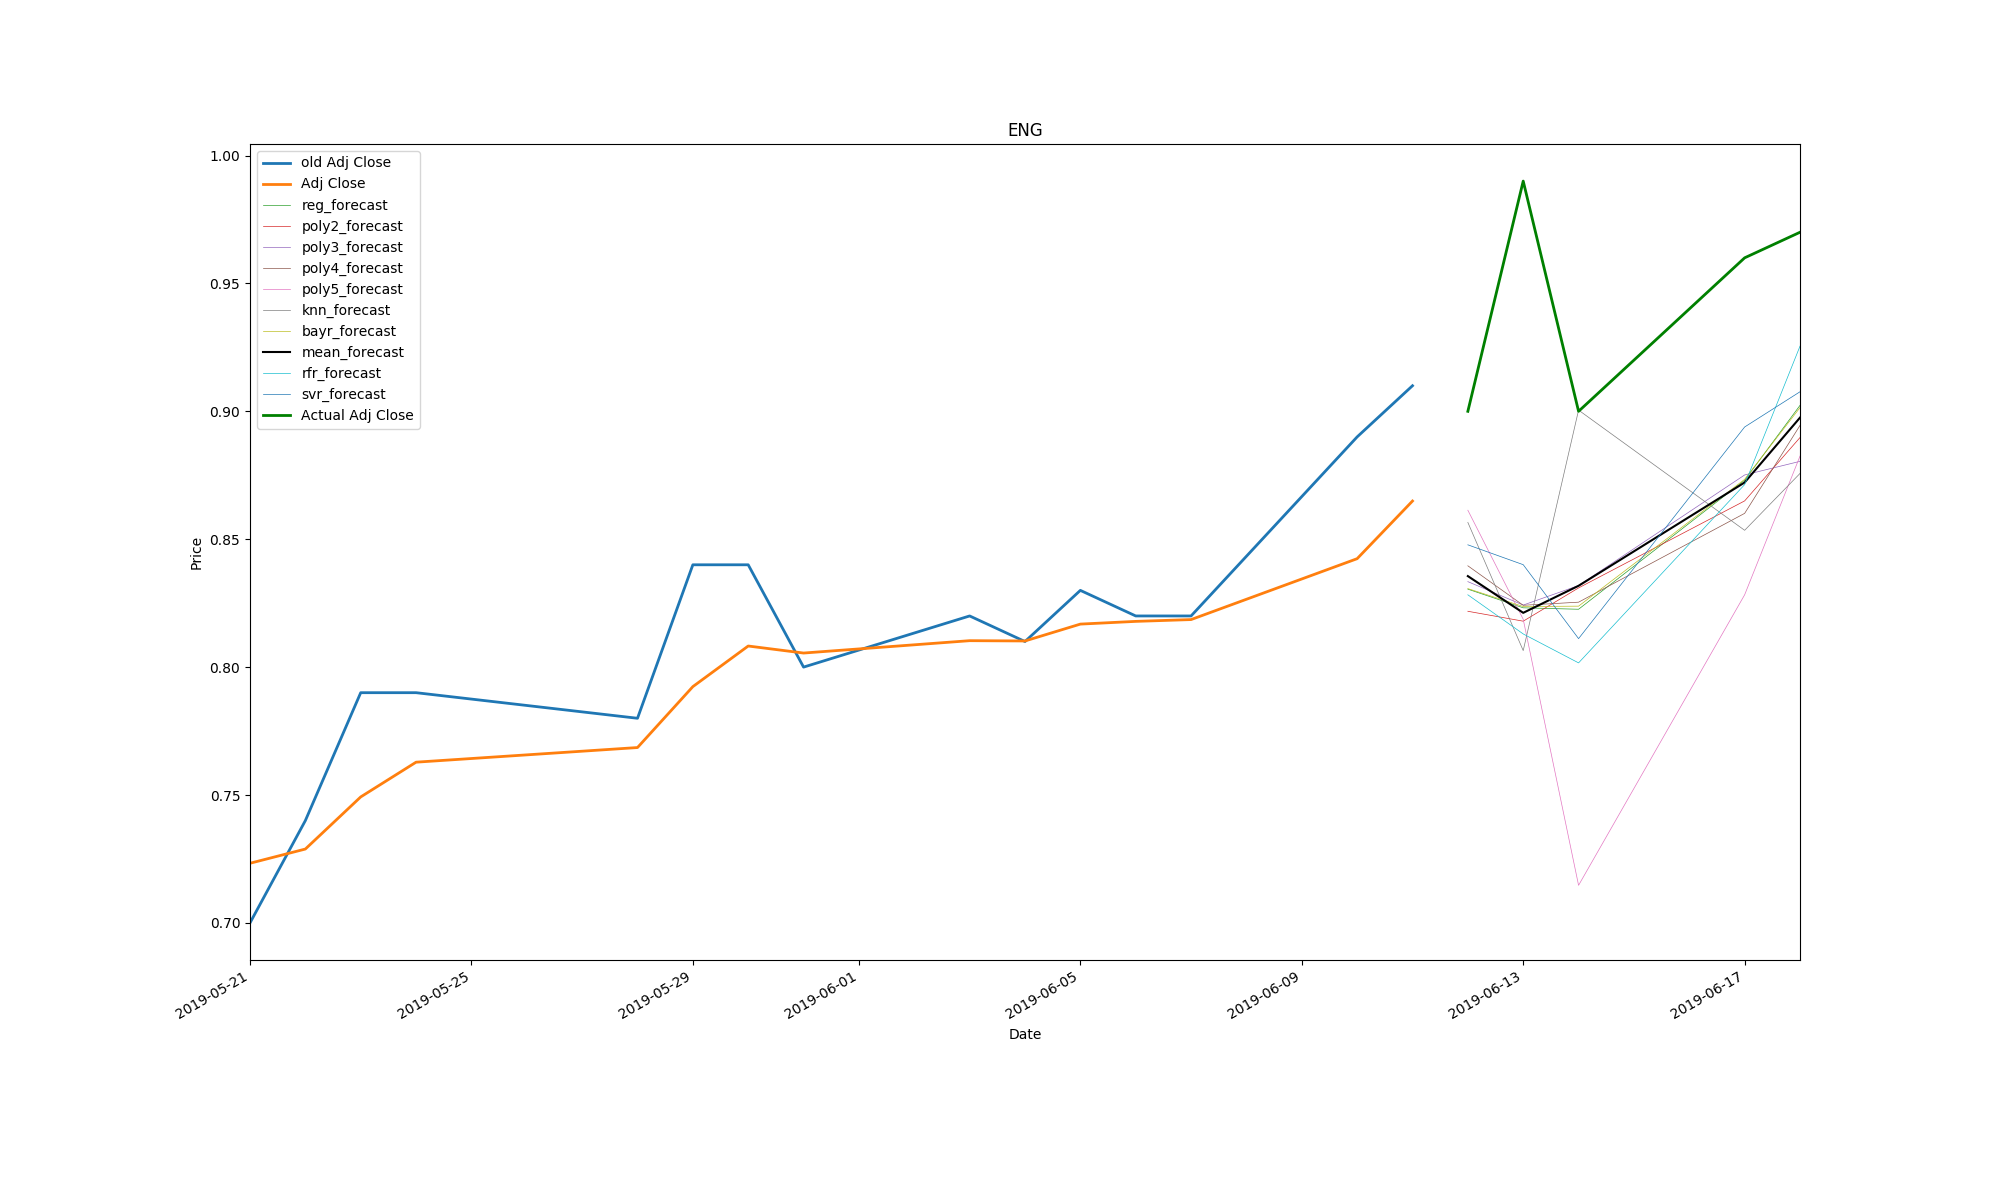 ENG
1.00
0.95
0.90
0.85
0.80
0.75
0.70
Price
old Adj Close
Adj Close
reg_forecast
poly2_forecast
poly3_forecast
poly4_forecast
poly5_forecast
knn_forecast
bayr_forecast
mean_forecast
rfr_forecast
svr_forecast
Actual Adj Close
2019-05-21
2019-05-25
2019-05-29
2019-06-01
2019-06-05
2019-06-09
2019-06-13
2019-06-17
Date